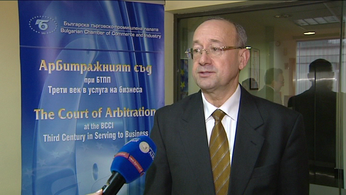 Българска търговско-промишлена палата
Bulgarian Chamber of Commerce and Industry
Арбитражният съд
при БТПП
Трети век в услуга на бизнеса
The Court of Arbitration
at the BCCI
Third Century in Serving to Business